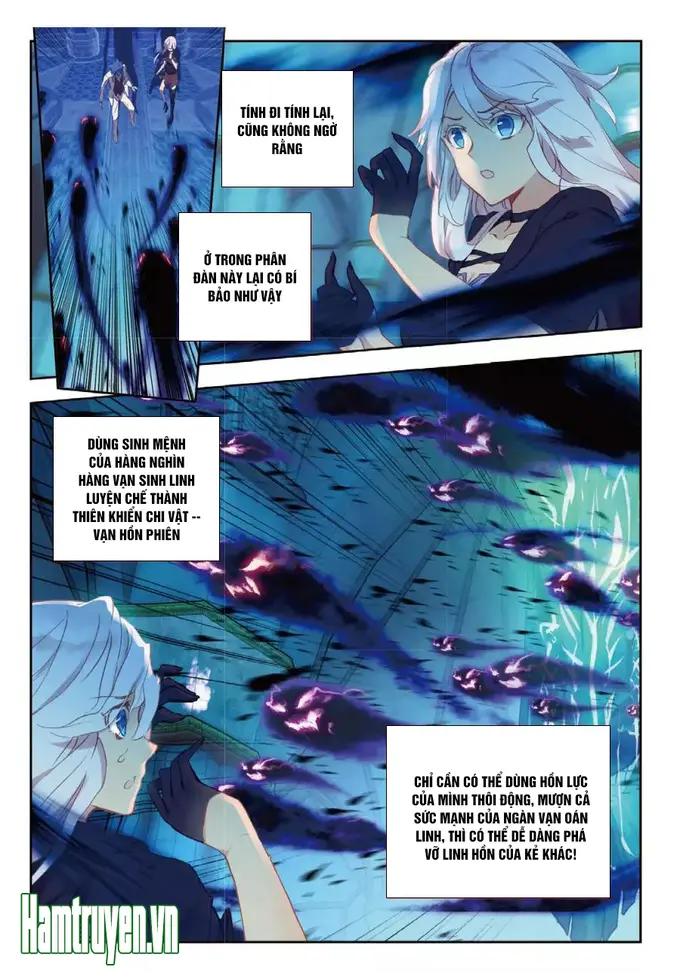 TÍNH ĐI TÍNH LẠI,
CŨNG KHÔNG NGỜ
RẰNG
Ở TRONG PHÂN
ĐÀN NÀY LẠI CÓ BÍ
BẢO NHƯ VẬY
DÙNG SINH MỆNH
CỦA HÀNG NGHÌN
HÀNG VẠN SINH LINH
LUYỆN CHẾ THÀNH
THIÊN KHIỂN CHI VẬT --
VẠN HỒN PHIÊN
CHỈ CẦN CÓ THỂ DÙNG HỒN LỰC
CỦA MÌNH THÔI ĐỘNG, MƯỢN CẢ
SỨC MẠNH CỦA NGÀN VẠN OÁN
LINH, THÌ CÓ THỂ DỄ DÀNG PHÁ
VỠ LINH HỒN CỦA KẺ KHÁC!
Hamtruyen.vn